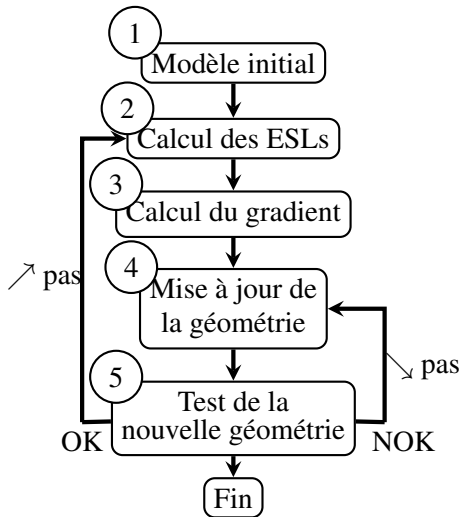 1
Modèle initial
2
Calcul des ESLs
3
Calcul du gradient
4
Mise à jour de
la géométrie
↗ pas
↘ pas
5
Test de la
nouvelle géométrie
OK
NOK
Fin